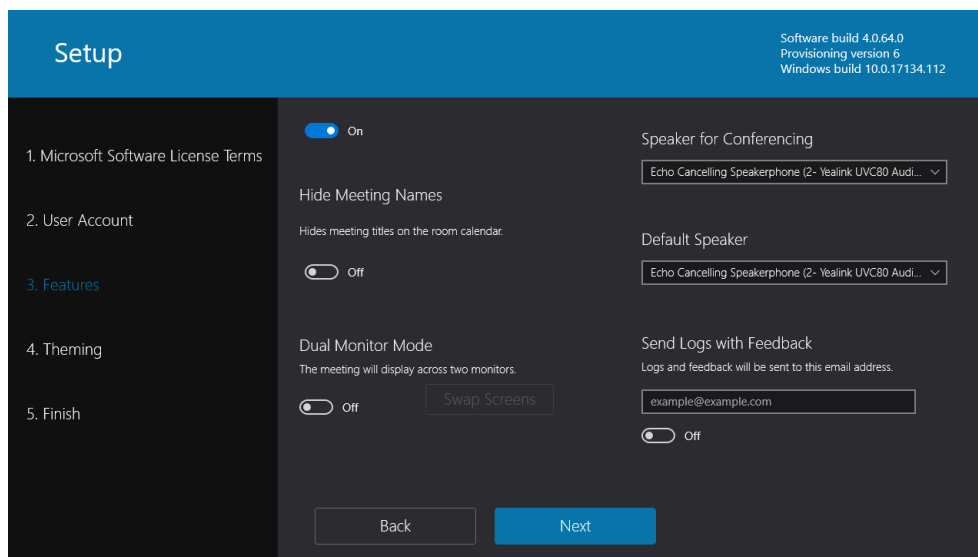 Setup
Software build 4.0.64.0
Provisioning version 6
Windows build 10.0.17134.112
1. Microsoft Software License Terms
2. User Account
3. Features
4. Theming
5. Finish
On
Hide Meeting Names
Hides meeting titles on the room calendar.
Off
Dual Monitor Mode
The meeting will display across two monitors.
Off
Swap Screens
Speaker for Conferencing
Echo Cancelling Speakerphone (2- Yealink UVC80 Audi...
Default Speaker
Echo Cancelling Speakerphone (2- Yealink UVC80 Audi...
Send Logs with Feedback
Logs and feedback will be sent to this email address.
example@example.com
Off
Back
Next